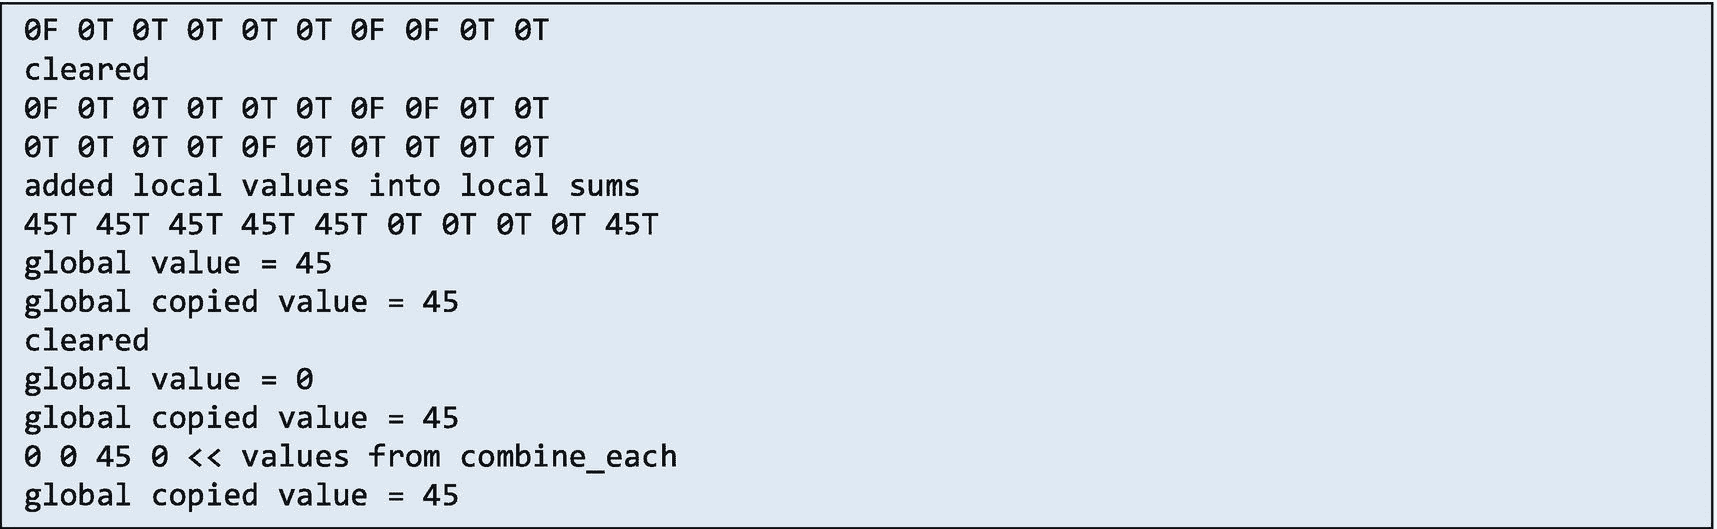 0F 0T 0T 0T 0T 0T 0F 0F 0T 0T
cleared
0F 0T 0T 0T 0T 0T 0F 0F 0T 0T
0T 0T 0T 0T 0F 0T 0T 0T 0T 0T
added local values into local sums
45T 45T 45T 45T 45T 0T 0T 0T 0T 45T
global value = 45
global copied value = 45
cleared
global value = 0
global copied value = 45
0 0 45 0 << values from combine_each
global copied value = 45